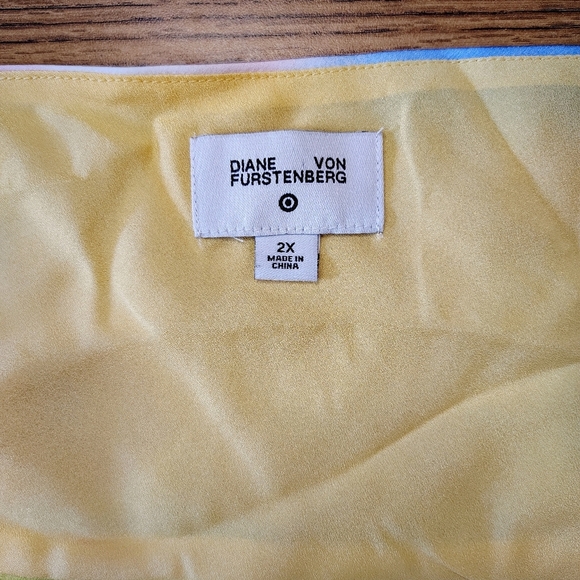 DIANE VON
FURSTENBERG
2X
MADE IN
CHINA